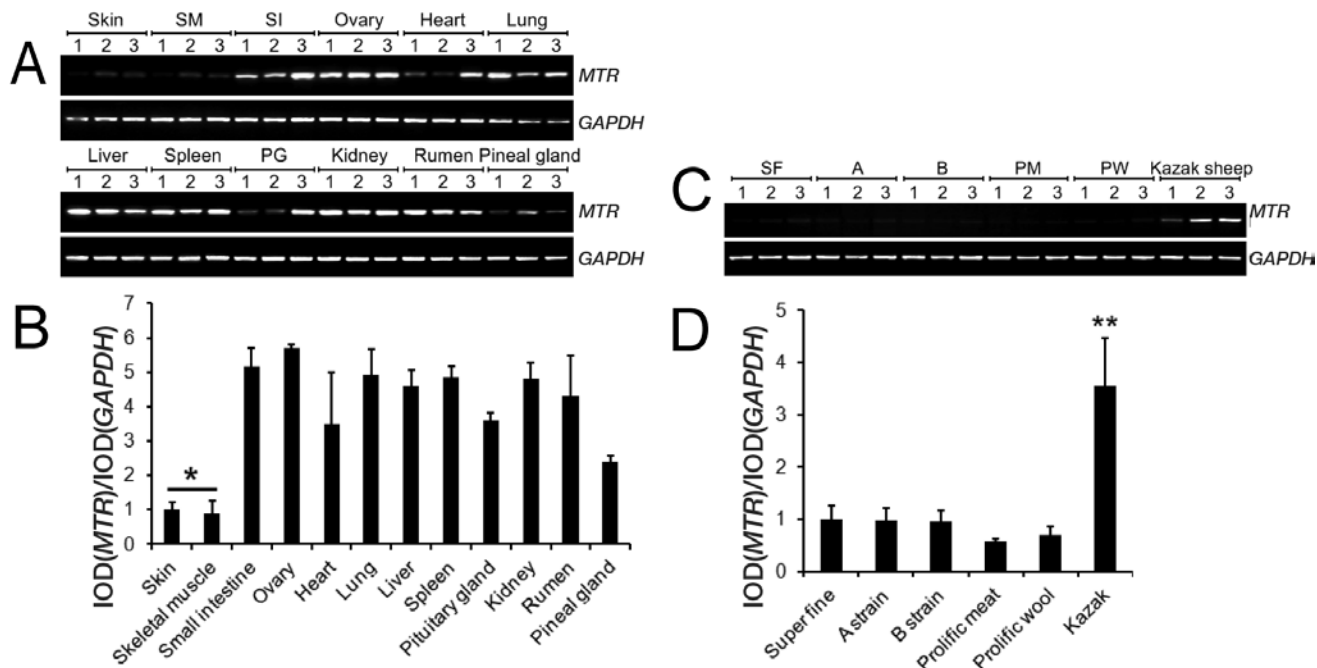 A
Skin SM SI Ovary Heart Lung
1 2 3 1 2 3 1 2 3 1 2 3 1 2 3 1 2 3
MTR
GAPDH
Liver Spleen PG Kidney Rumen Pineal gland
1 2 3 1 2 3 1 2 3 1 2 3 1 2 3 1 2 3
MTR
GAPDH
B
IOD(MTR)/IOD(GAPDH)
7
6
5
4
3
2
1
0
*
Skin
Skeletal muscle
Small intestine
Ovary
Heart
Lung
Liver
Spleen
Pituitary gland
Kidney
Rumen
Pineal gland
C
SF A B PM PW Kazak sheep
1 2 3 1 2 3 1 2 3 1 2 3 1 2 3 1 2 3
MTR
GAPDH
D
IOD(MTR)/IOD(GAPDH)
5
4
3
2
1
0
**
Super fine
A strain
B strain
Prolific meat
Prolific wool
Kazak